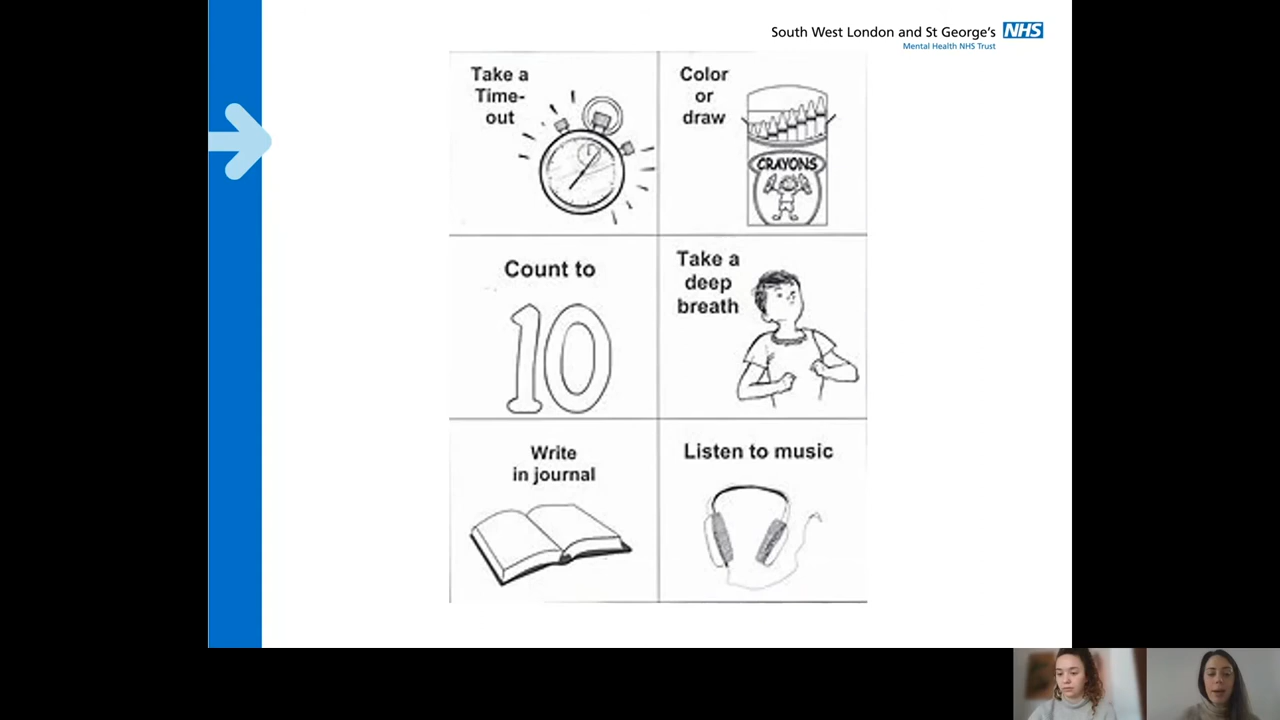 South West London and St George's NHS
Mental Health NHS Trust
Take a
Time-
out
Color
or
draw
CRAYONS
Count to
10
Take a
deep
breath
Write
in journal
Listen to music